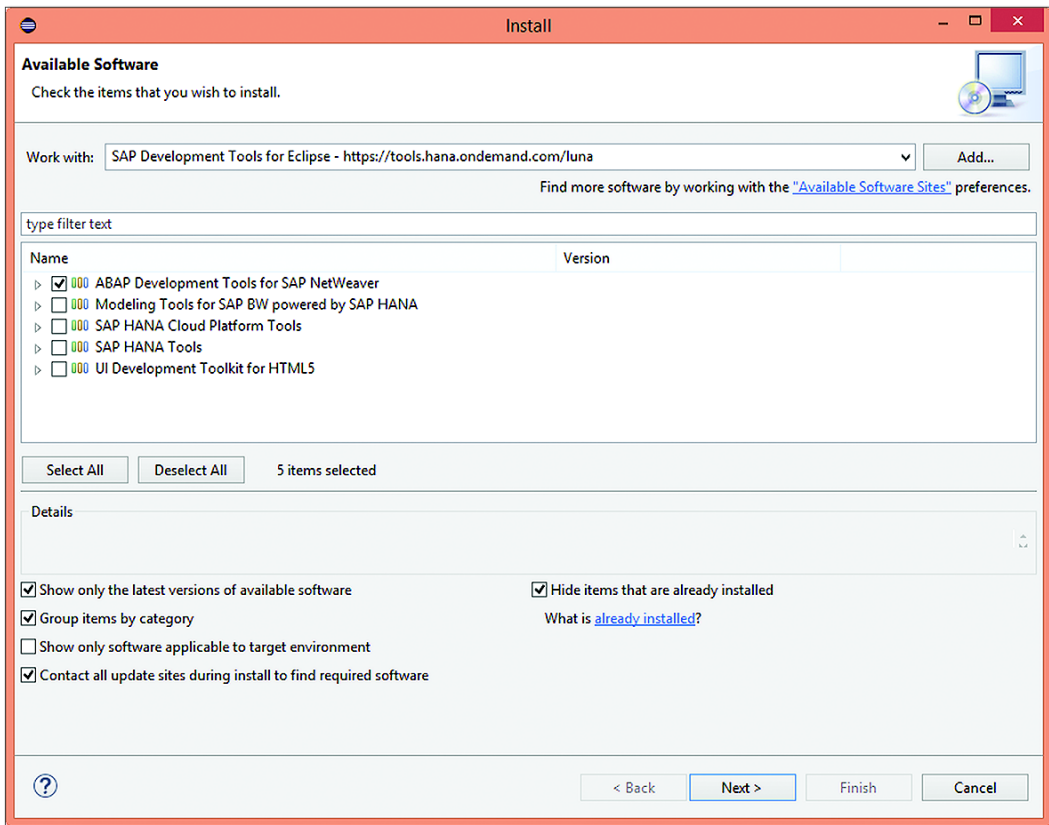 Install
Available Software
Check the items that you wish to install.
Work with: SAP Development Tools for Eclipse - https://tools.hana.ondemand.com/luna Add...
Find more software by working with the "Available Software Sites" preferences.
type filter text
Name Version
ABAP Development Tools for SAP NetWeaver
Modeling Tools for SAP BW powered by SAP HANA
SAP HANA Cloud Platform Tools
SAP HANA Tools
UI Development Toolkit for HTML5
Select All Deselect All 5 items selected
Details
Show only the latest versions of available software Hide items that are already installed
Group items by category What is already installed?
Show only software applicable to target environment
Contact all update sites during install to find required software
? < Back Next > Finish Cancel